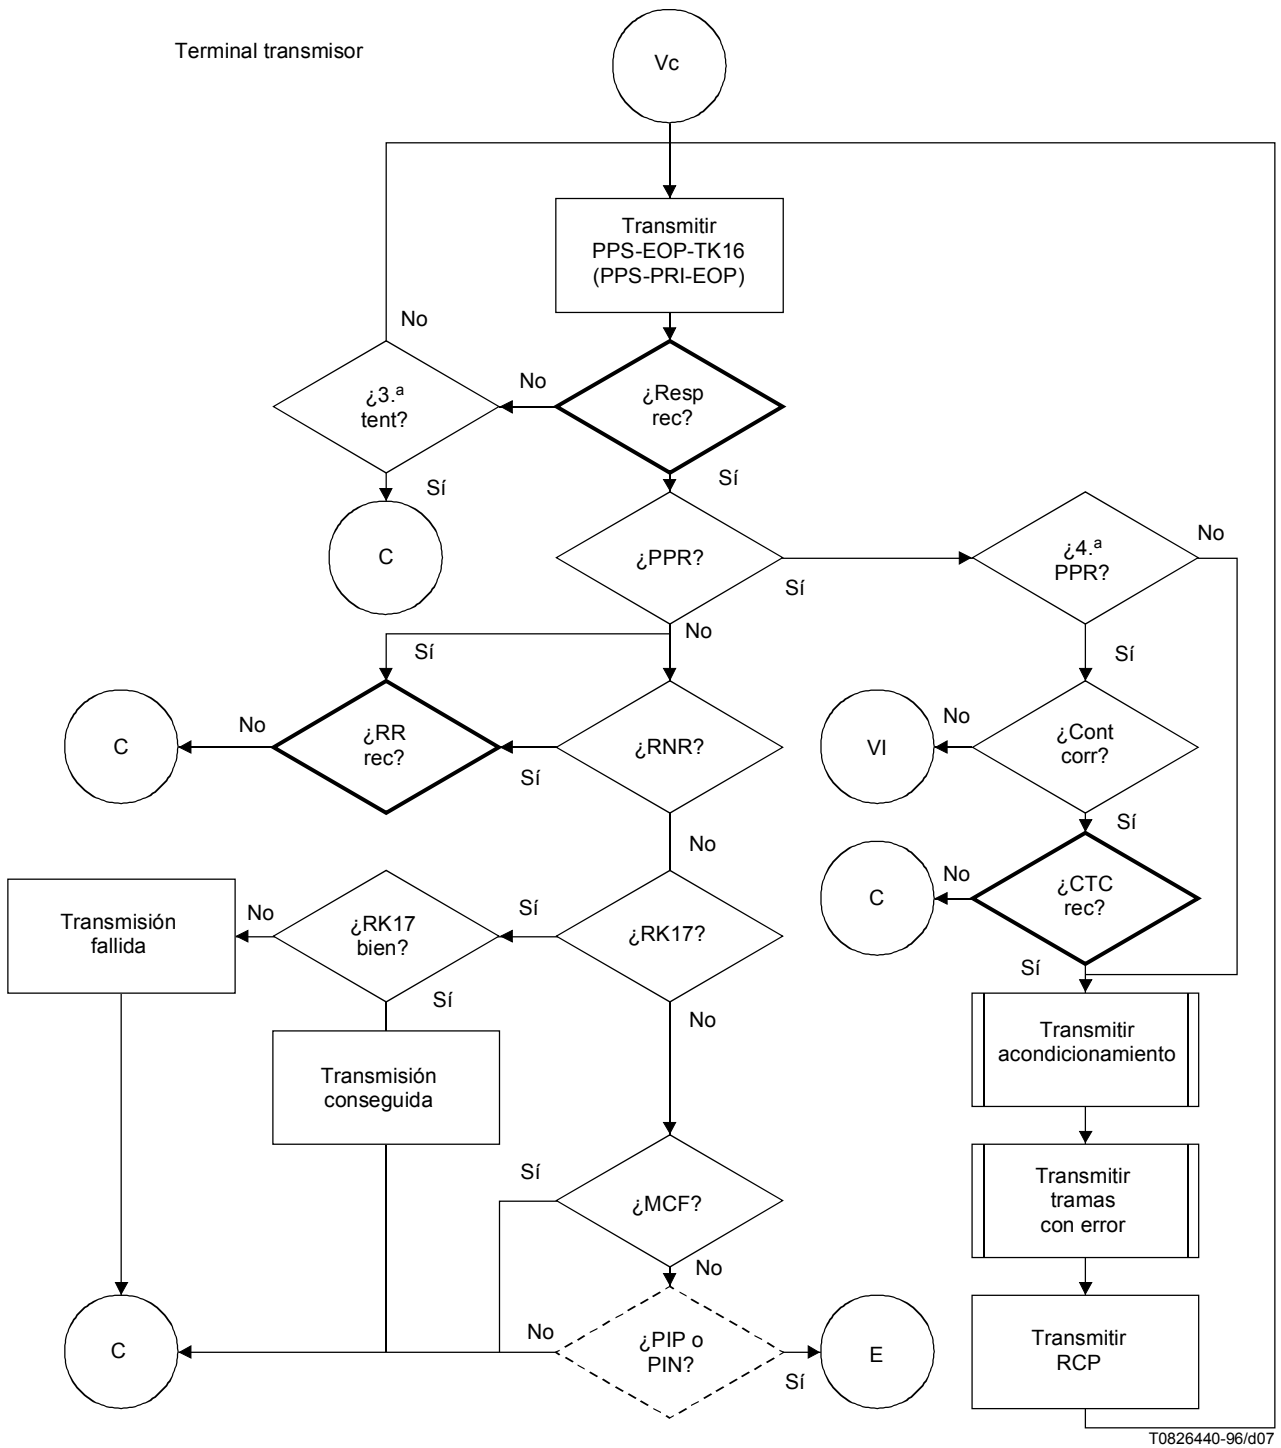 Terminal transmisor
Vc
Transmitir
PPS-EOP-TK16
(PPS-PRI-EOP)
No
¿3.ª
tent?
No
¿Resp
rec?
Sí
Sí
C
¿PPR?
Sí
¿4.ª
PPR?
No
No
Sí
Sí
C
No
¿RR
rec?
Sí
¿RNR?
VI
No
¿Cont
corr?
No
Sí
Transmisión
fallida
No
¿RK17
bien?
Sí
¿RK17?
C
No
¿CTC
rec?
Sí
Sí
No
Transmitir
acondicionamiento
Transmisión
conseguida
Sí
¿MCF?
Transmitir
tramas
con error
No
C
No
¿PIP o
PIN?
Sí
E
Transmitir
RCP
T0826440-96/d07